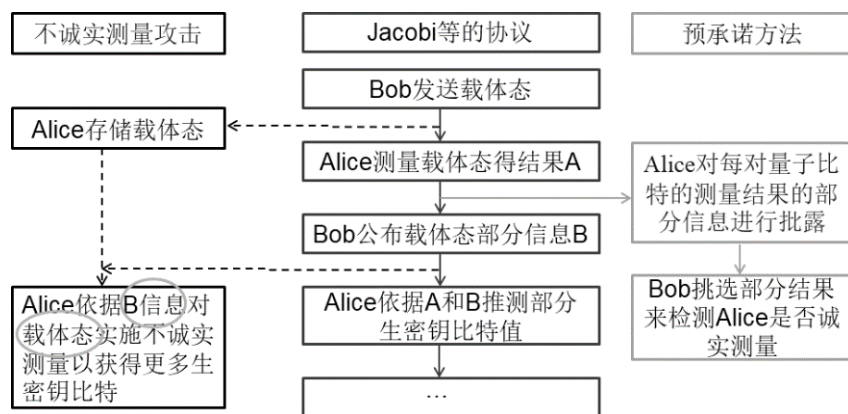 不诚实测量攻击
Jacobi等的协议
预承诺方法
Bob发送载体态
Alice存储载体态
Alice测量载体态得结果A
Alice对每对量子比
特的测量结果的部
分信息进行批露
Bob公布载体态部分信息B
Alice依据B信息对
载体态实施不诚实
测量以获得更多生
密钥比特
Alice依据A和B推测部分
生密钥比特值
Bob挑选部分结果
来检测Alice是否诚
实测量
…